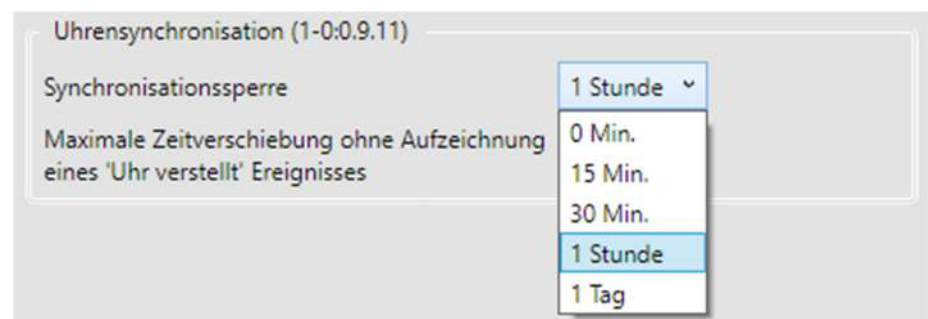 Uhrensynchronisation (1-0:0.9.11)
Synchronisationssperre
1 Stunde
Maximale Zeitverschiebung ohne Aufzeichnung
eines 'Uhr verstellt' Ereignisses
0 Min.
15 Min.
30 Min.
1 Stunde
1 Tag